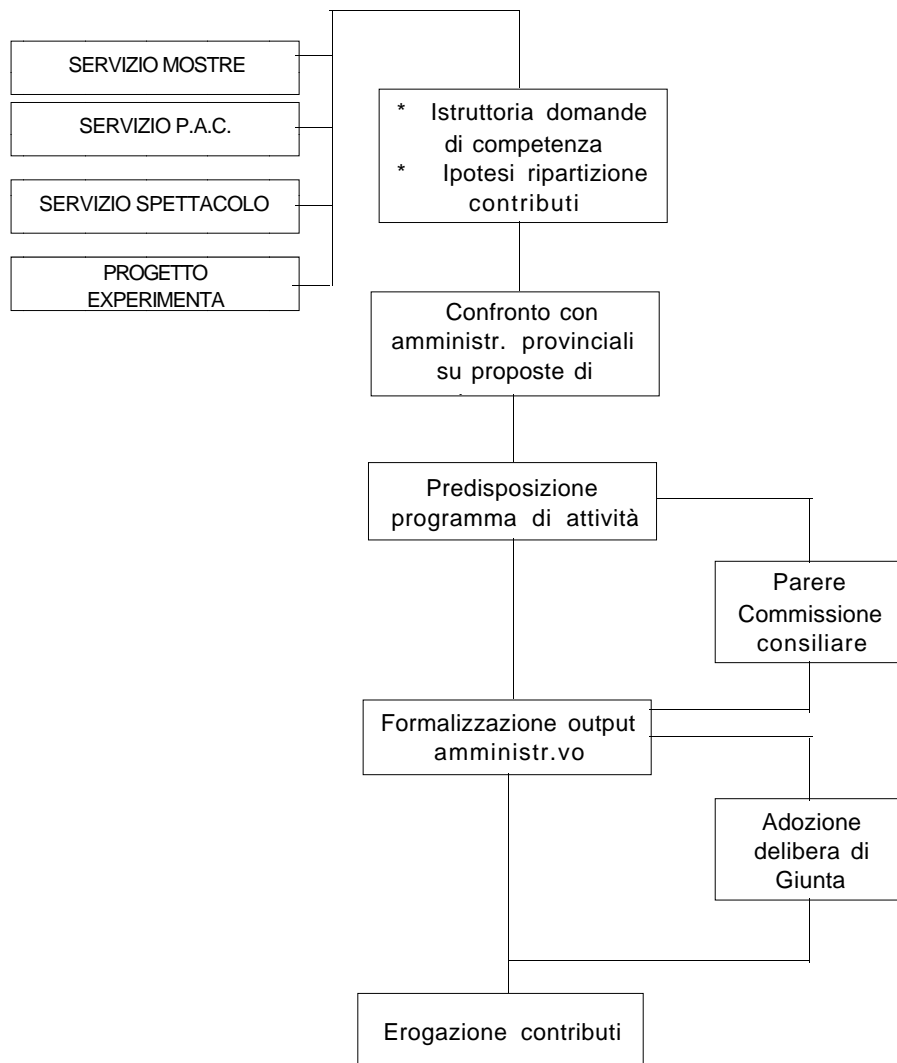 SERVIZIO MOSTRE
SERVIZIO P.A.C.
SERVIZIO SPETTACOLO
PROGETTO
EXPERIMENTA
* Istruttoria domande
di competenza
* Ipotesi ripartizione
contributi
Confronto con
amministr. provinciali
su proposte di
Predisposizione
programma di attività
Parere
Commissione
consiliare
Formalizzazione output
amministr.vo
Adozione
delibera di
Giunta
Erogazione contributi